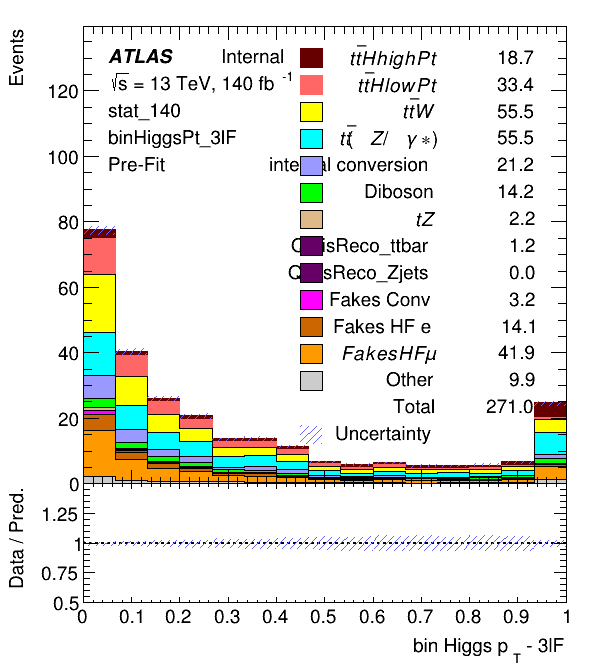 Events
ATLAS Internal
√s = 13 TeV, 140 fb -1
stat_140
binHiggsPt_3lF
Pre-Fit
tt̄HhighPt 18.7
tt̄HlowPt 33.4
tt̄W 55.5
tt̄( Z/ γ*) 55.5
internal conversion 21.2
Diboson 14.2
tZ 2.2
QmisReco_ttbar 1.2
QmisReco_Zjets 0.0
Fakes Conv 3.2
Fakes HF e 14.1
FakesHFμ 41.9
Other 9.9
Total 271.0
Uncertainty
120
100
80
60
40
20
0
Data / Pred.
1.25
1
0.75
0.5
0 0.1 0.2 0.3 0.4 0.5 0.6 0.7 0.8 0.9 1
bin Higgs p T - 3lF